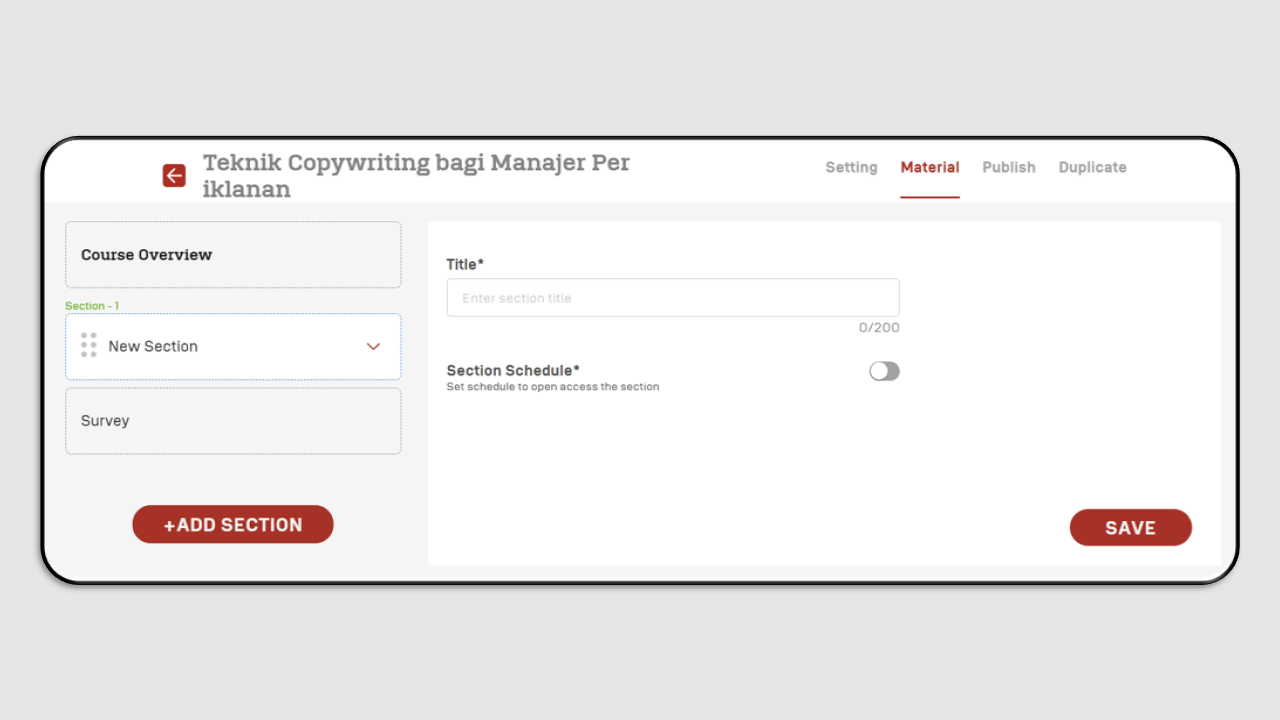 Teknik Copywriting bagi Manajer Per
iklanan
Setting
Material
Publish
Duplicate
Course Overview
Section - 1
New Section
Survey
+ADD SECTION
Title*
Enter section title
0/200
Section Schedule*
Set schedule to open access the section
SAVE